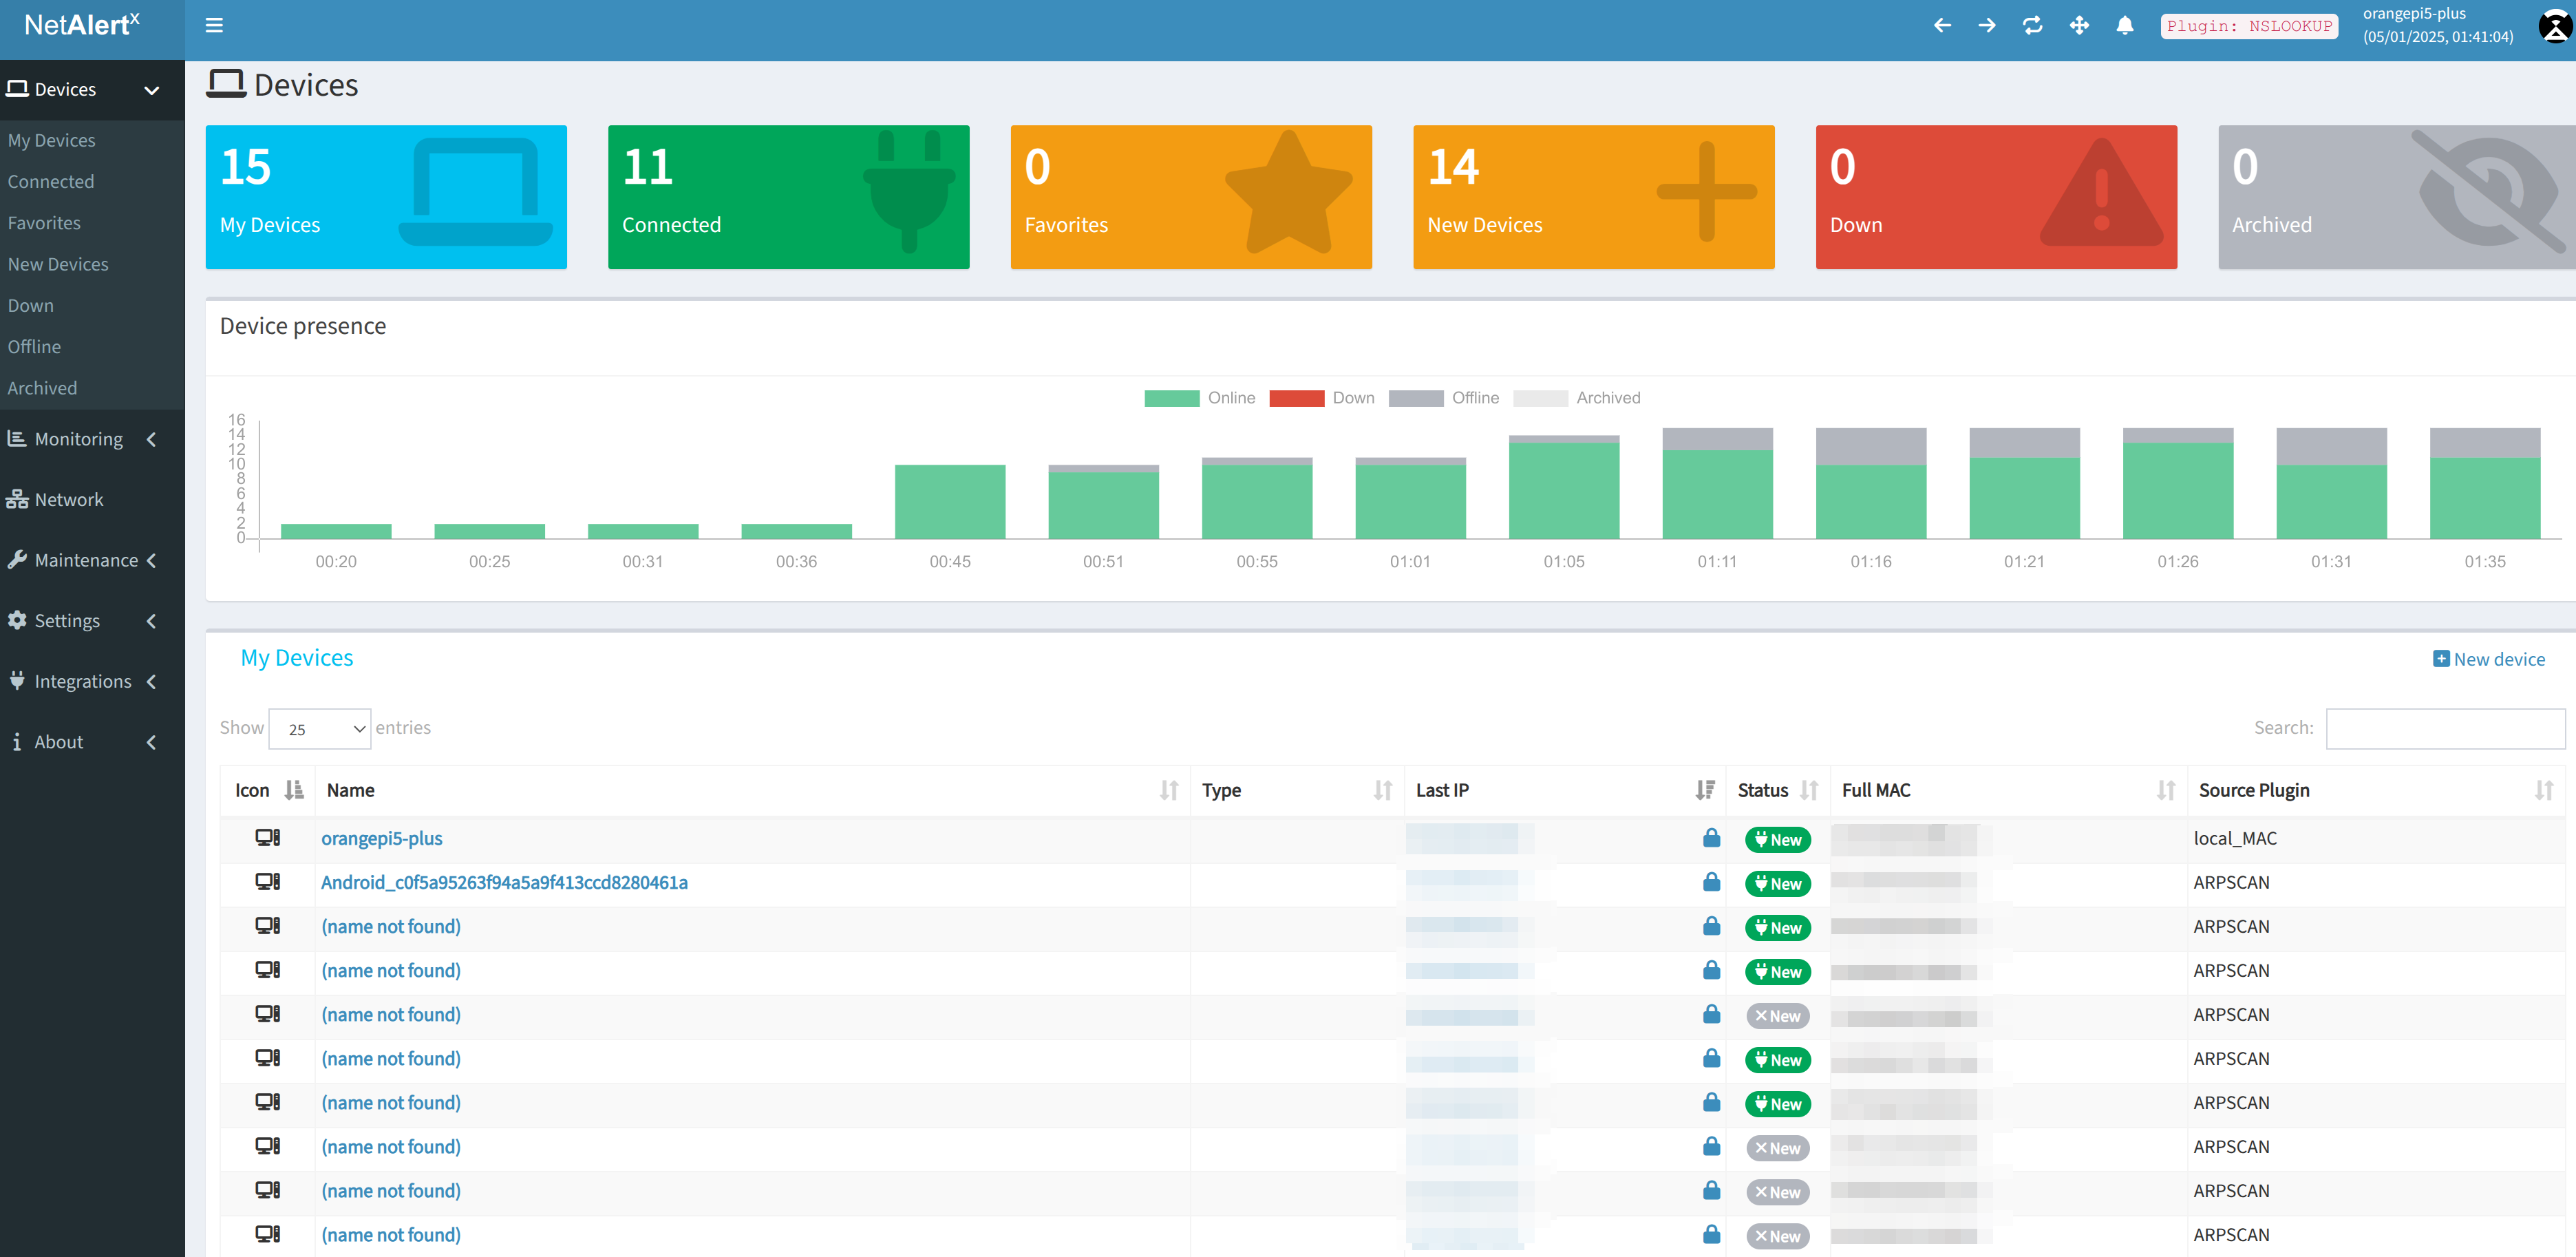 NetAlertX
Plugin: NSLOOKUP
orangepi5-plus
(05/01/2025, 01:41:04)
Devices
My Devices
Connected
Favorites
New Devices
Down
Offline
Archived
Monitoring
Network
Maintenance
Settings
Integrations
About
Devices
15
My Devices
11
Connected
0
Favorites
14
New Devices
0
Down
0
Archived
Device presence
Online Down Offline Archived
16
14
12
10
8
6
4
2
0
00:20 00:25 00:31 00:36 00:45 00:51 00:55 01:01 01:05 01:11 01:16 01:21 01:26 01:31 01:35
My Devices
New device
Show 25 entries
Search:
Icon Name Type Last IP Status Full MAC Source Plugin
orangepi5-plus New local_MAC
Android_c0f5a95263f94a5a9f413ccd8280461a New ARPSCAN
(name not found) New ARPSCAN
(name not found) New ARPSCAN
(name not found) New ARPSCAN
(name not found) New ARPSCAN
(name not found) New ARPSCAN
(name not found) New ARPSCAN
(name not found) New ARPSCAN
(name not found) New ARPSCAN